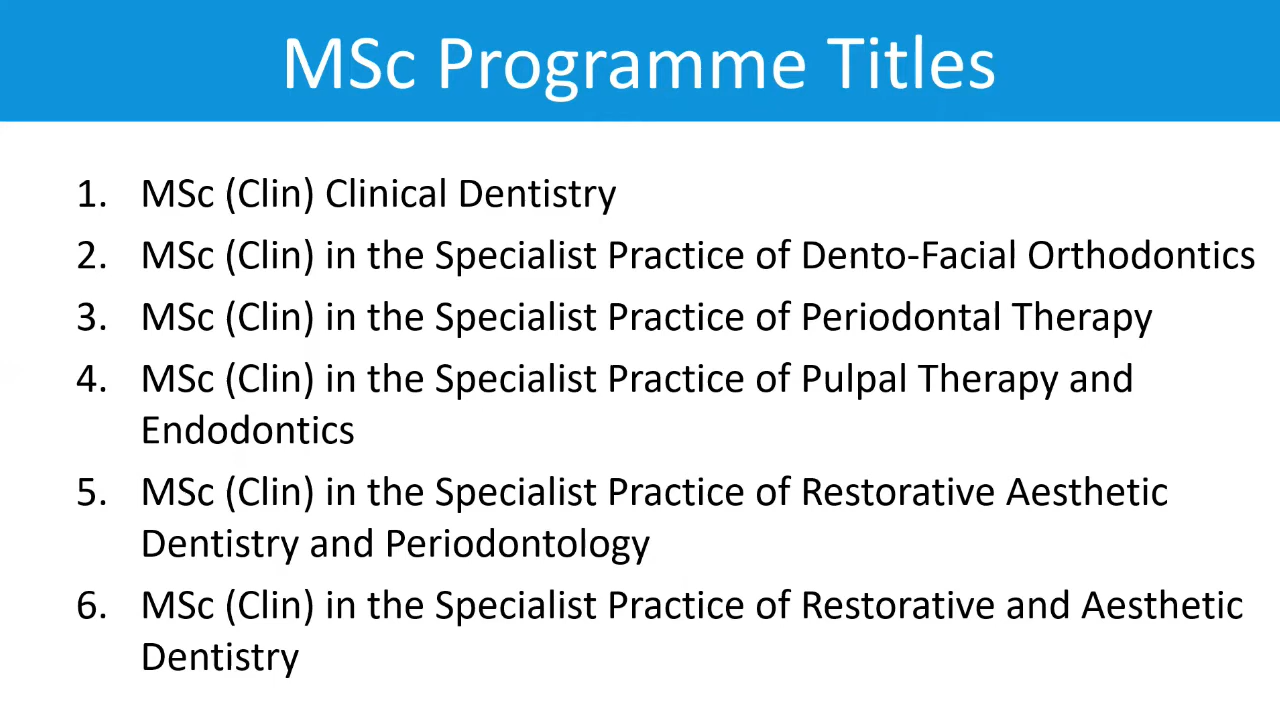 MSc Programme Titles
1. MSc (Clin) Clinical Dentistry
2. MSc (Clin) in the Specialist Practice of Dento-Facial Orthodontics
3. MSc (Clin) in the Specialist Practice of Periodontal Therapy
4. MSc (Clin) in the Specialist Practice of Pulpal Therapy and
Endodontics
5. MSc (Clin) in the Specialist Practice of Restorative Aesthetic
Dentistry and Periodontology
6. MSc (Clin) in the Specialist Practice of Restorative and Aesthetic
Dentistry